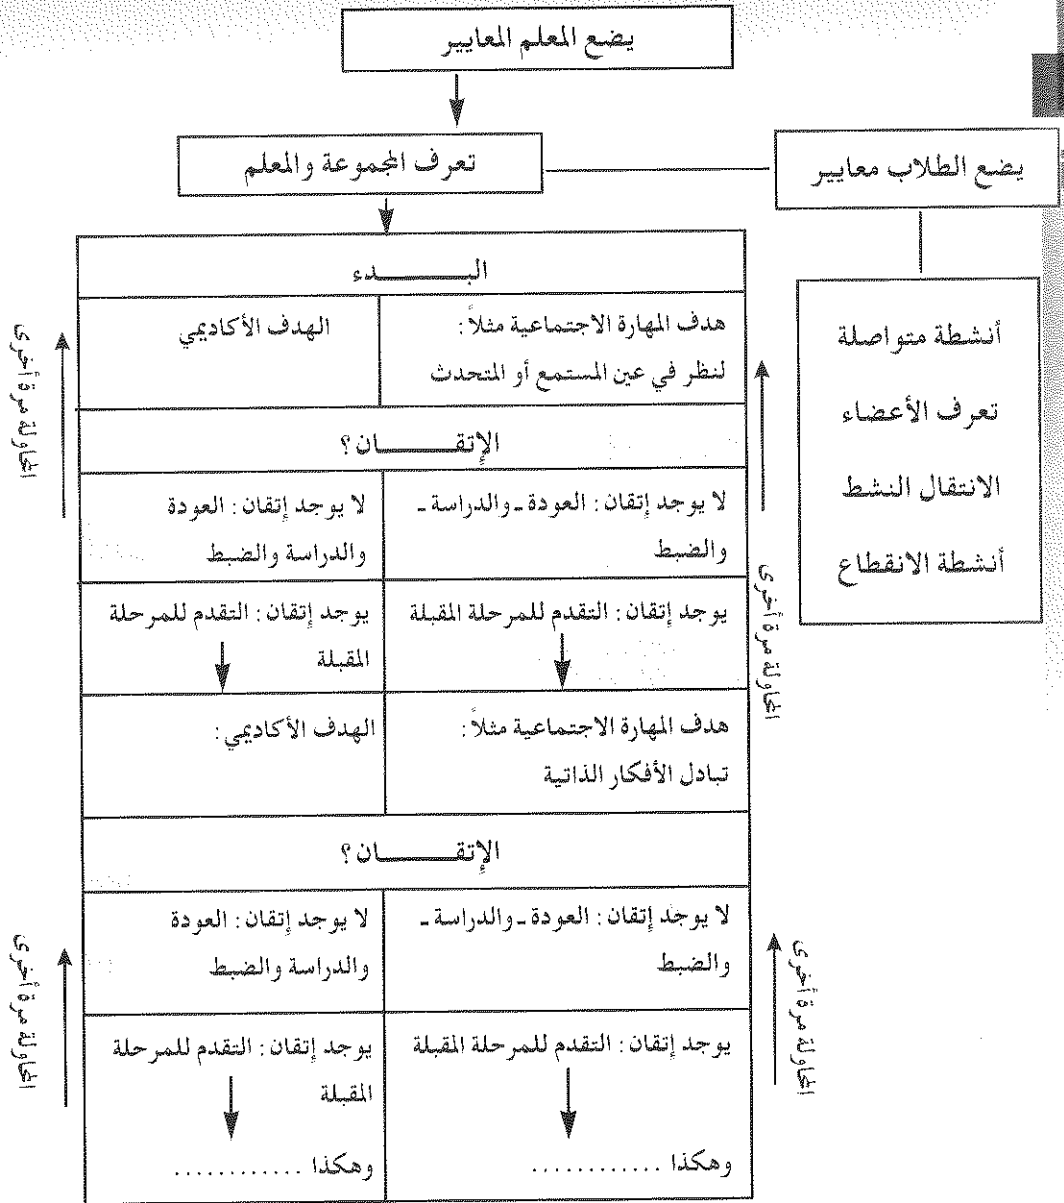 يضع المعلم المعايير
تعرف المجموعة والمعلم
يضع الطلاب معايير
أنشطة متواصلة
تعرف الأعضاء
الانتقال النشط
أنشطة الانقطاع
البـــــــــدء
هدف المهارة الاجتماعية مثلاً:
لنظر في عين المستمع أو المتحدث
الهدف الأكاديمي
المحاولة مرة أخرى
المحاولة مرة أخرى
الإتقـــــــان؟
لا يوجد إتقان: العودة ـ والدراسة ـ
والضبط
لا يوجد إتقان: العودة
والدراسة والضبط
يوجد إتقان: التقدم للمرحلة المقبلة
يوجد إتقان: التقدم للمرحلة
المقبلة
هدف المهارة الاجتماعية مثلاً:
تبادل الأفكار الذاتية
الهدف الأكاديمي:
الإتقـــــــان؟
لا يوجد إتقان: العودة ـ والدراسة ـ
والضبط
لا يوجد إتقان: العودة
والدراسة والضبط
المحاولة مرة أخرى
المحاولة مرة أخرى
يوجد إتقان: التقدم للمرحلة المقبلة
وهكذا ............
يوجد إتقان: التقدم للمرحلة
المقبلة
وهكذا ............